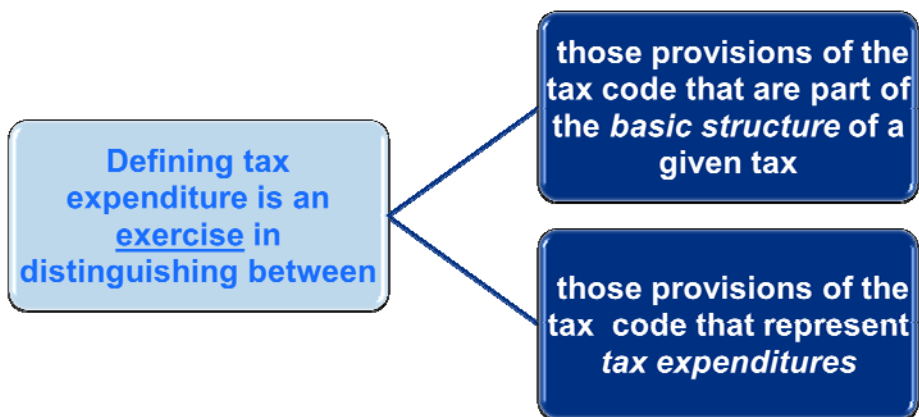 Defining tax
expenditure is an
exercise in
distinguishing between
those provisions of the
tax code that are part of
the basic structure of a
given tax
those provisions of the
tax code that represent
tax expenditures